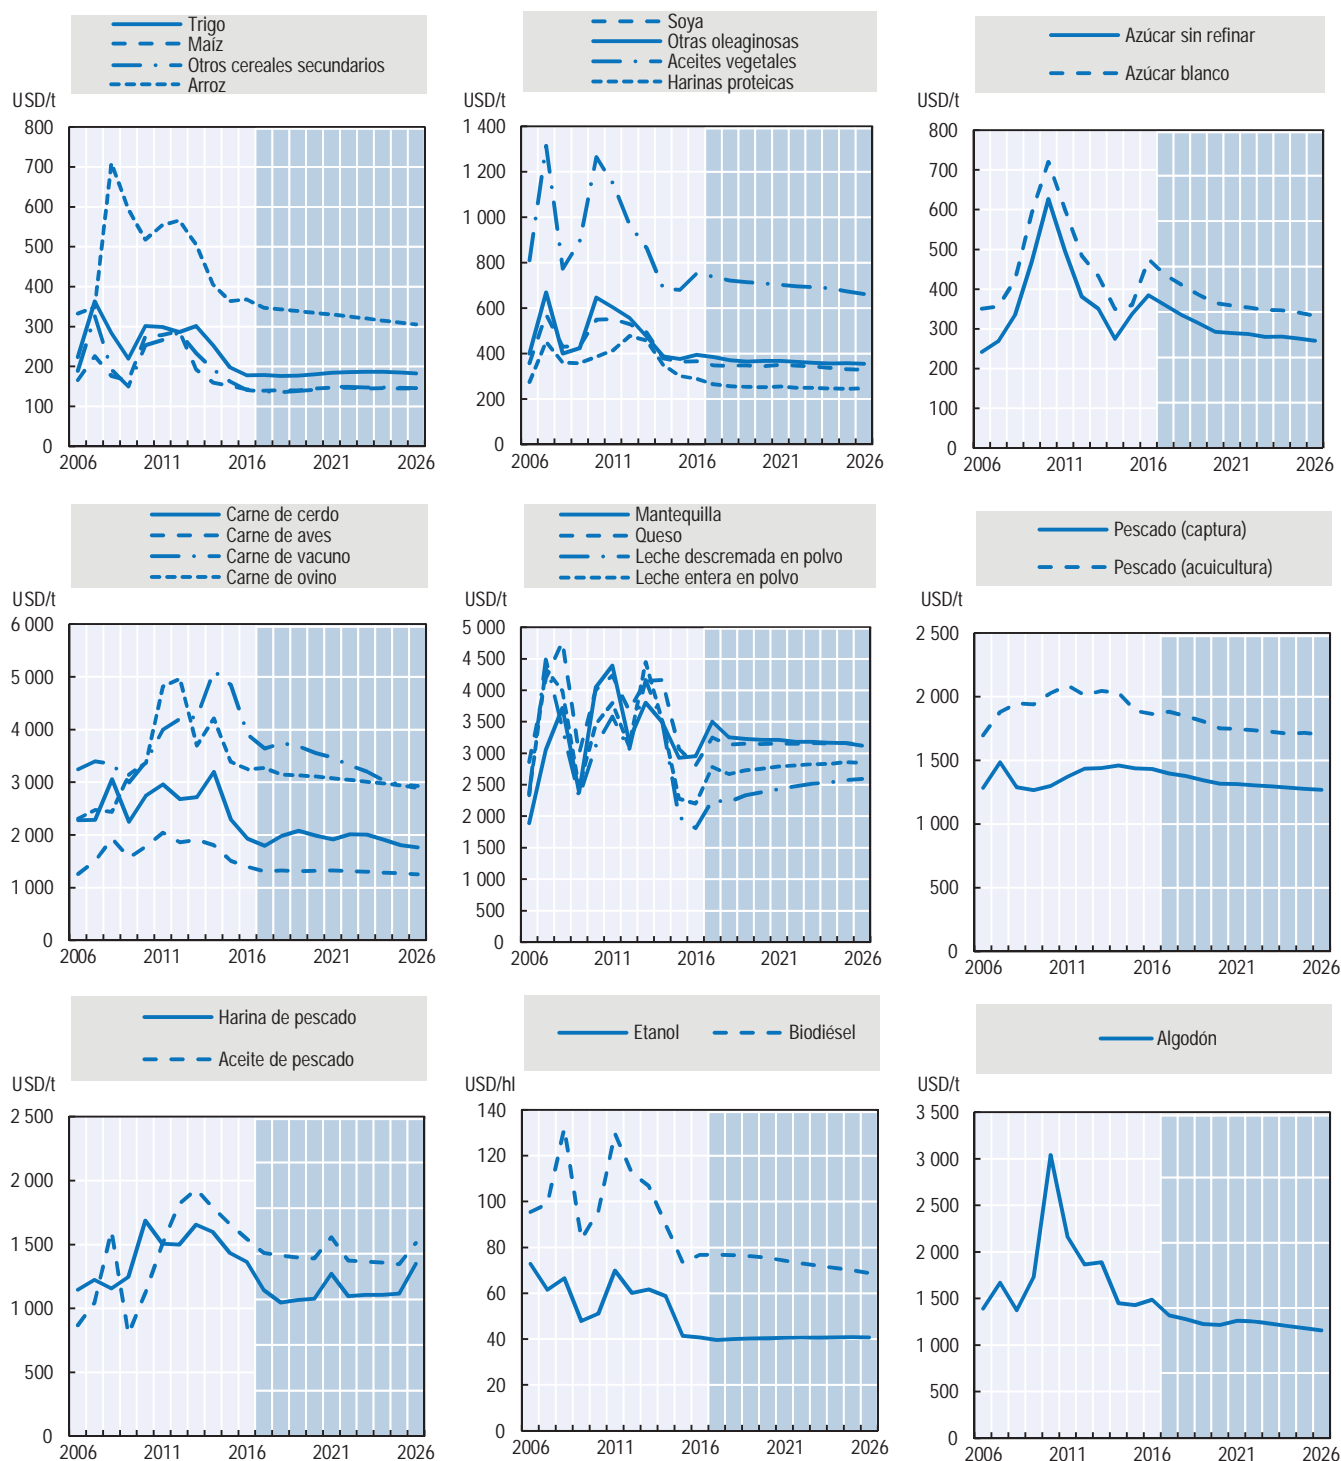 Trigo
Maíz
Otros cereales secundarios
Arroz
USD/t
800
700
600
500
400
300
200
100
0
2006 2011 2016 2021 2026
Soya
Otras oleaginosas
Aceites vegetales
Harinas proteicas
USD/t
1 400
1 200
1 000
800
600
400
200
0
2006 2011 2016 2021 2026
Azúcar sin refinar
Azúcar blanco
USD/t
800
700
600
500
400
300
200
100
0
2006 2011 2016 2021 2026
Carne de cerdo
Carne de aves
Carne de vacuno
Carne de ovino
USD/t
6 000
5 000
4 000
3 000
2 000
1 000
0
2006 2011 2016 2021 2026
Mantequilla
Queso
Leche descremada en polvo
Leche entera en polvo
USD/t
5 000
4 500
4 000
3 500
3 000
2 500
2 000
1 500
1 000
500
0
2006 2011 2016 2021 2026
Pescado (captura)
Pescado (acuicultura)
USD/t
2 500
2 000
1 500
1 000
500
0
2006 2011 2016 2021 2026
Harina de pescado
Aceite de pescado
USD/t
2 500
2 000
1 500
1 000
500
0
2006 2011 2016 2021 2026
Etanol Biodiésel
USD/hl
140
120
100
80
60
40
20
0
2006 2011 2016 2021 2026
Algodón
USD/t
3 500
3 000
2 500
2 000
1 500
1 000
500
0
2006 2011 2016 2021 2026